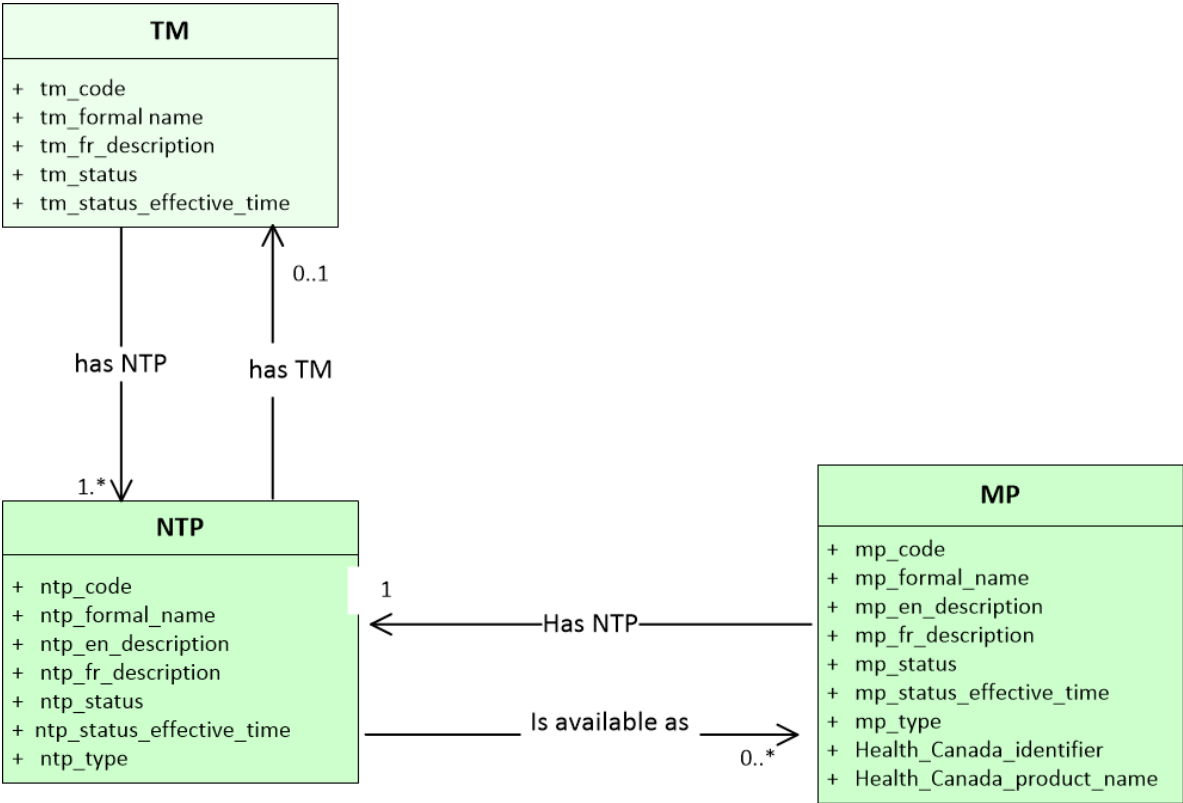 TM
+ tm_code
+ tm_formal name
+ tm_fr_description
+ tm_status
+ tm_status_effective_time
0..1
has NTP
has TM
1.*
NTP
+ ntp_code
+ ntp_formal_name
+ ntp_en_description
+ ntp_fr_description
+ ntp_status
+ ntp_status_effective_time
+ ntp_type
1
Has NTP
Is available as
0..*
MP
+ mp_code
+ mp_formal_name
+ mp_en_description
+ mp_fr_description
+ mp_status
+ mp_status_effective_time
+ mp_type
+ Health_Canada_identifier
+ Health_Canada_product_name